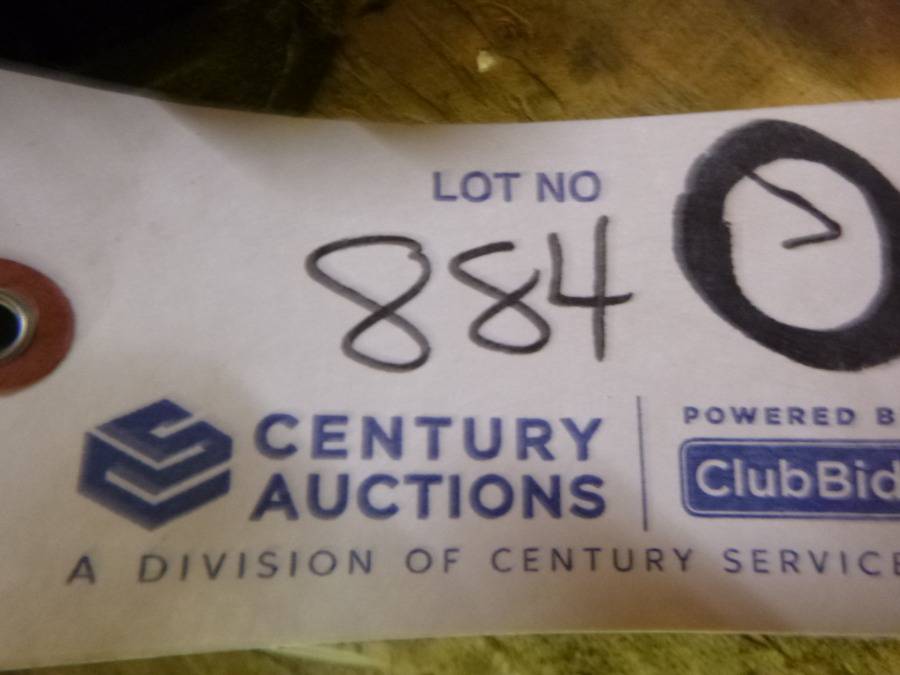 LOT NO
884
CENTURY
AUCTIONS
POWERED B
ClubBid
A DIVISION OF CENTURY SERVICE